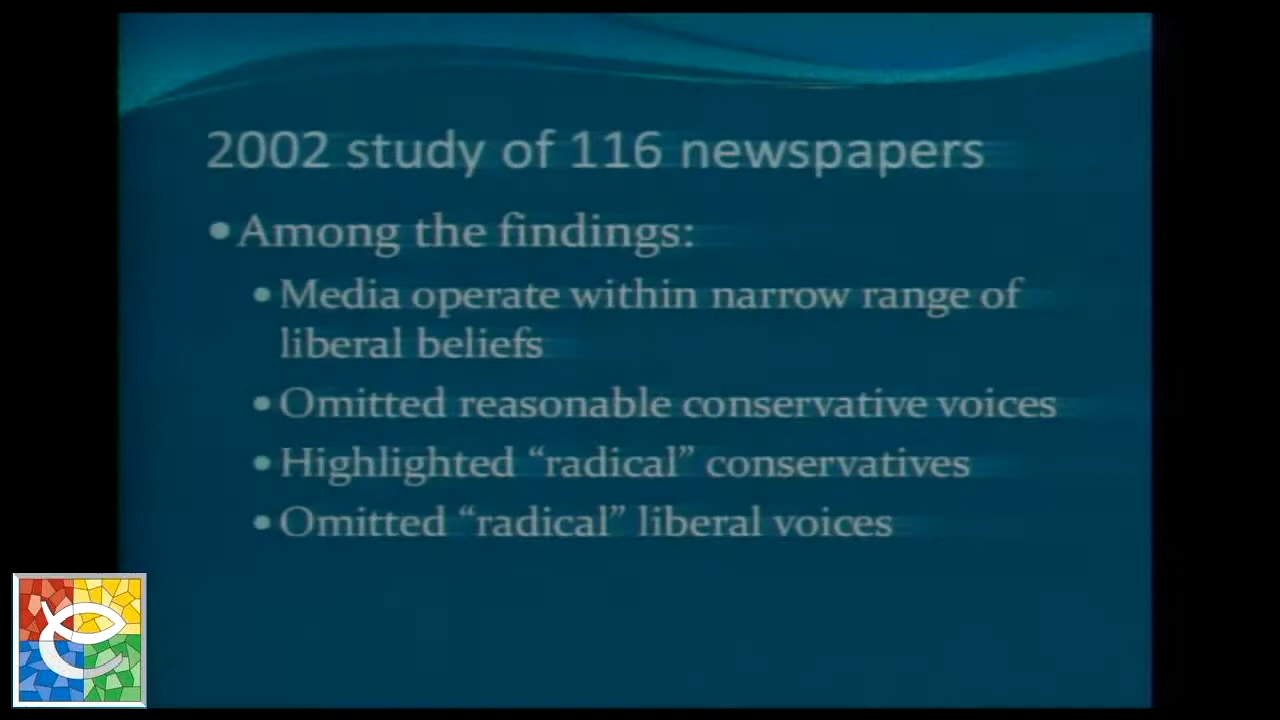 2002 study of 116 newspapers
•Among the findings:
•Media operate within narrow range of
liberal beliefs
•Omitted reasonable conservative voices
•Highlighted “radical” conservatives
•Omitted “radical” liberal voices